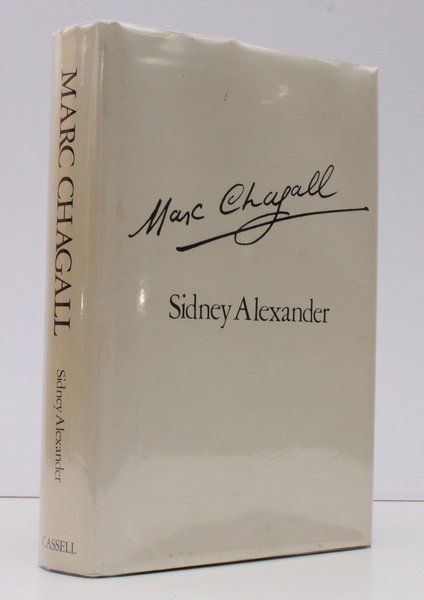 MARC CHAGALL
Sidney Alexander
CASSELL
Marc Chagall
Sidney Alexander